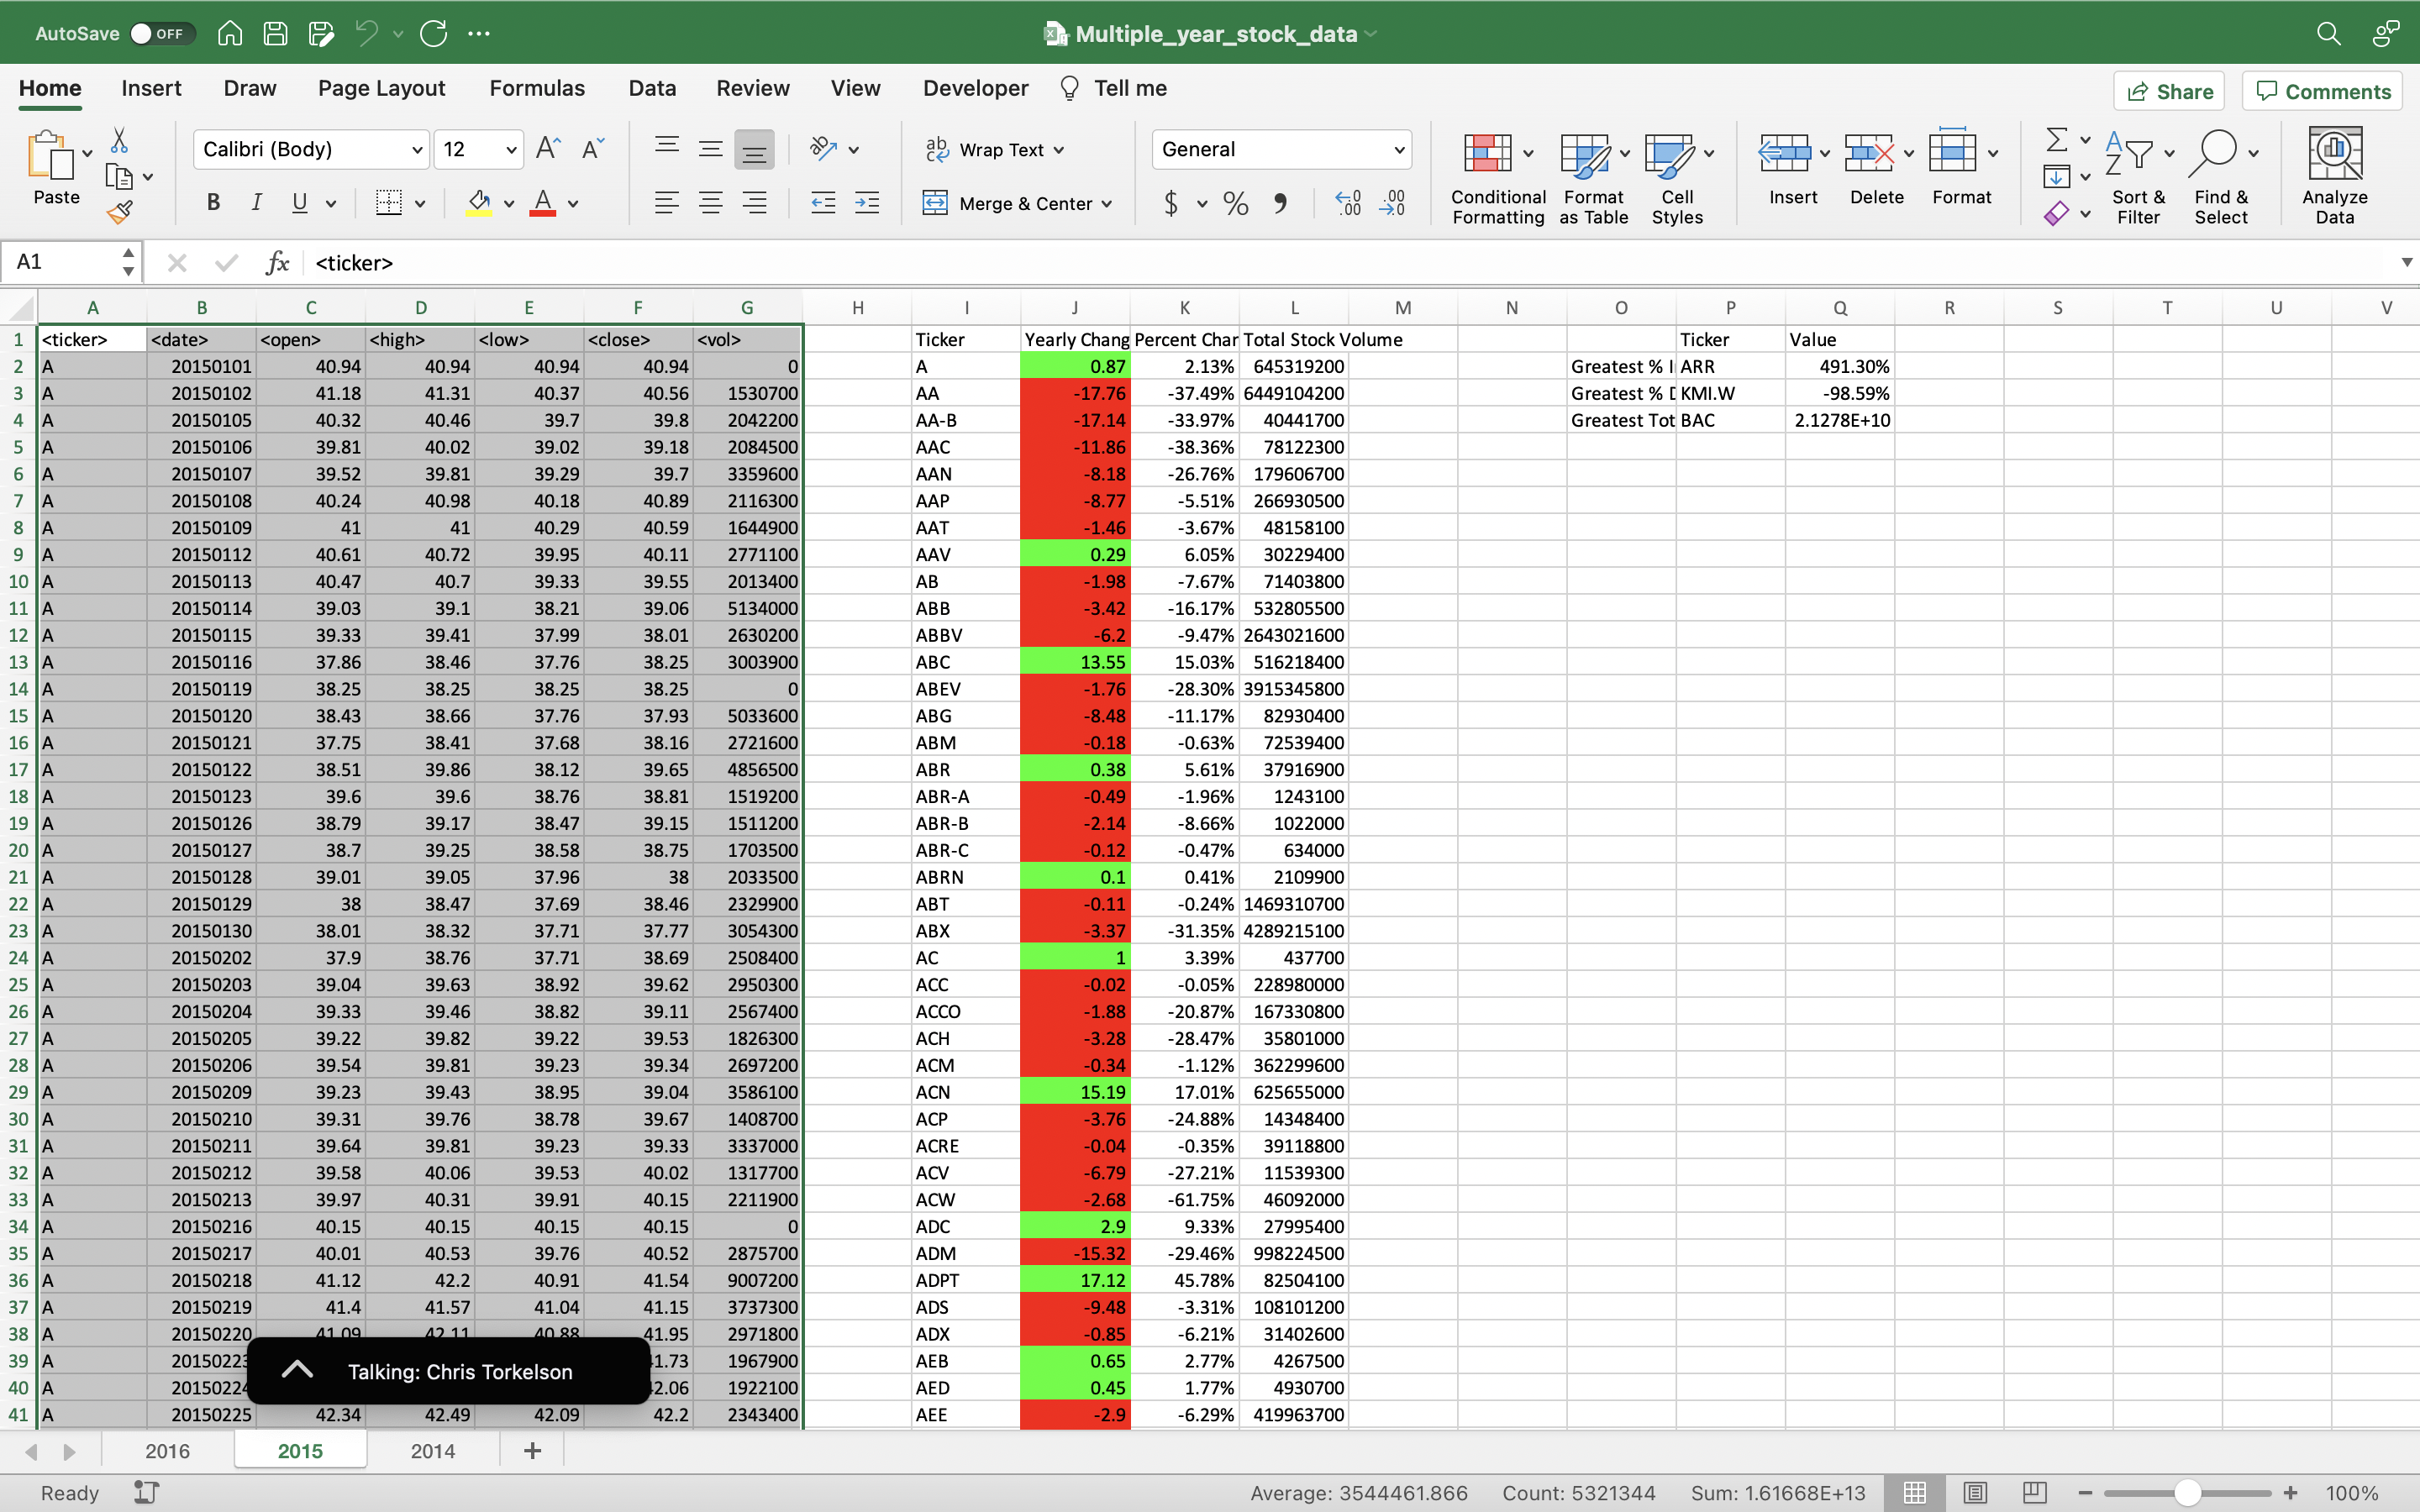 AutoSave OFF Multiple_year_stock_data
Home Insert Draw Page Layout Formulas Data Review View Developer Tell me Share Comments
Calibri (Body) 12 Wrap Text General
Paste B I U Merge & Center $ % Conditional Formatting Format as Table Cell Styles Insert Delete Format Sort & Filter Find & Select Analyze Data
A1 fx <ticker>
A B C D E F G H I J K L M N O P Q R S T U V
1 <ticker> <date> <open> <high> <low> <close> <vol> Ticker Yearly Chang Percent Char Total Stock Volume Ticker Value
2 A 20150101 40.94 40.94 40.94 40.94 0 A 0.87 2.13% 645319200 Greatest % I ARR 491.30%
3 A 20150102 41.18 41.31 40.37 40.56 1530700 AA -17.76 -37.49% 6449104200 Greatest % D KMI.W -98.59%
4 A 20150105 40.32 40.46 39.7 39.8 2042200 AA-B -17.14 -33.97% 40441700 Greatest Tot BAC 2.1278E+10
5 A 20150106 39.81 40.02 39.02 39.18 2084500 AAC -11.86 -38.36% 78122300
6 A 20150107 39.52 39.81 39.29 39.7 3359600 AAN -8.18 -26.76% 179606700
7 A 20150108 40.24 40.98 40.18 40.89 2116300 AAP -8.77 -5.51% 266930500
8 A 20150109 41 41 40.29 40.59 1644900 AAT -1.46 -3.67% 48158100
9 A 20150112 40.61 40.72 39.95 40.11 2771100 AAV 0.29 6.05% 30229400
10 A 20150113 40.47 40.7 39.33 39.55 2013400 AB -1.98 -7.67% 71403800
11 A 20150114 39.03 39.1 38.21 39.06 5134000 ABB -3.42 -16.17% 532805500
12 A 20150115 39.33 39.41 37.99 38.01 2630200 ABBV -6.2 -9.47% 2643021600
13 A 20150116 37.86 38.46 37.76 38.25 3003900 ABC 13.55 15.03% 516218400
14 A 20150119 38.25 38.25 38.25 38.25 0 ABEV -1.76 -28.30% 3915345800
15 A 20150120 38.43 38.66 37.76 37.93 5033600 ABG -8.48 -11.17% 82930400
16 A 20150121 37.75 38.41 37.68 38.16 2721600 ABM -0.18 -0.63% 72539400
17 A 20150122 38.51 39.86 38.12 39.65 4856500 ABR 0.38 5.61% 37916900
18 A 20150123 39.6 39.6 38.76 38.81 1519200 ABR-A -0.49 -1.96% 1243100
19 A 20150126 38.79 39.17 38.47 39.15 1511200 ABR-B -2.14 -8.66% 1022000
20 A 20150127 38.7 39.25 38.58 38.75 1703500 ABR-C -0.12 -0.47% 634000
21 A 20150128 39.01 39.05 37.96 38 2033500 ABRN 0.1 0.41% 2109900
22 A 20150129 38 38.47 37.69 38.46 2329900 ABT -0.11 -0.24% 1469310700
23 A 20150130 38.01 38.32 37.71 37.77 3054300 ABX -3.37 -31.35% 4289215100
24 A 20150202 37.9 38.76 37.71 38.69 2508400 AC 1 3.39% 437700
25 A 20150203 39.04 39.63 38.92 39.62 2950300 ACC -0.02 -0.05% 228980000
26 A 20150204 39.33 39.46 38.82 39.11 2567400 ACCO -1.88 -20.87% 167330800
27 A 20150205 39.22 39.82 39.22 39.53 1826300 ACH -3.28 -28.47% 35801000
28 A 20150206 39.54 39.81 39.23 39.34 2697200 ACM -0.34 -1.12% 362299600
29 A 20150209 39.23 39.43 38.95 39.04 3586100 ACN 15.19 17.01% 625655000
30 A 20150210 39.31 39.76 38.78 39.67 1408700 ACP -3.76 -24.88% 14348400
31 A 20150211 39.64 39.81 39.23 39.33 3337000 ACRE -0.04 -0.35% 39118800
32 A 20150212 39.58 40.06 39.53 40.02 1317700 ACV -6.79 -27.21% 11539300
33 A 20150213 39.97 40.31 39.91 40.15 2211900 ACW -2.68 -61.75% 46092000
34 A 20150216 40.15 40.15 40.15 40.15 0 ADC 2.9 9.33% 27995400
35 A 20150217 40.01 40.53 39.76 40.52 2875700 ADM -15.32 -29.46% 998224500
36 A 20150218 41.12 42.2 40.91 41.54 9007200 ADPT 17.12 45.78% 82504100
37 A 20150219 41.4 41.57 41.04 41.15 3737300 ADS -9.48 -3.31% 108101200
38 A 20150220 41.09 42.11 40.88 41.95 2971800 ADX -0.85 -6.21% 31402600
39 A 20150223 1.73 1967900 AEB 0.65 2.77% 4267500
Talking: Chris Torkelson
40 A 20150224 2.06 1922100 AED 0.45 1.77% 4930700
41 A 20150225 42.34 42.49 42.09 42.2 2343400 AEE -2.9 -6.29% 419963700
2016 2015 2014 +
Ready Average: 3544461.866 Count: 5321344 Sum: 1.61668E+13 100%